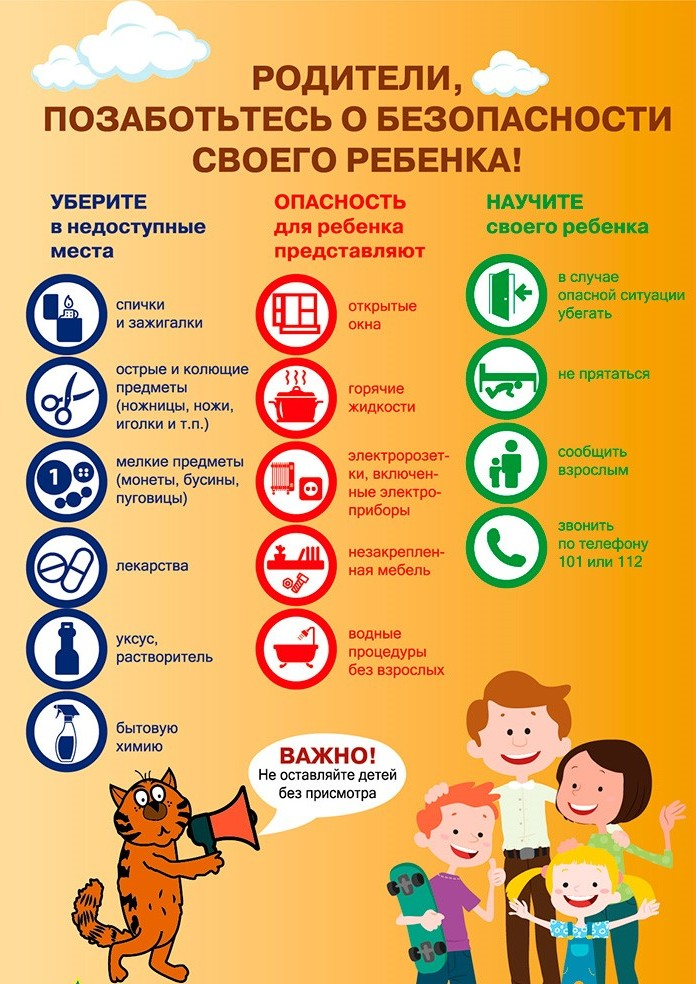 РОДИТЕЛИ,
ПОЗАБОТЬТЕСЬ О БЕЗОПАСНОСТИ
СВОЕГО РЕБЕНКА!
УБЕРИТЕ
в недоступные
места
спички
и зажигалки
острые и колющие
предметы
(ножницы, ножи,
иголки и т.п.)
1
мелкие предметы
(монеты, бусины,
пуговицы)
лекарства
уксус,
растворитель
бытовую
химию
ОПАСНОСТЬ
для ребенка
представляют
открытые
окна
горячие
жидкости
электророзет-
ки, включен-
ные электро-
приборы
незакреплен-
ная мебель
водные
процедуры
без взрослых
НАУЧИТЕ
своего ребенка
в случае
опасной ситуации
убегать
не прятаться
сообщить
взрослым
звонить
по телефону
101 или 112
ВАЖНО!
Не оставляйте детей
без присмотра